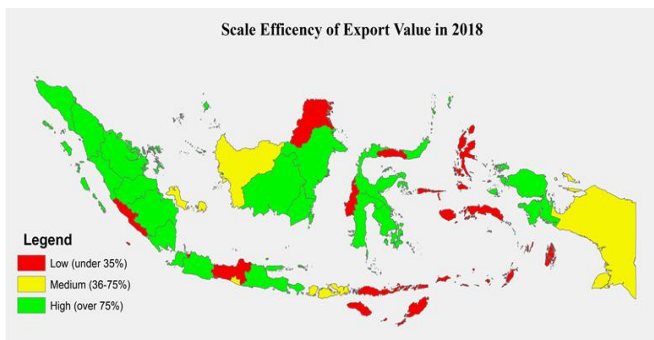 Scale Efficency of Export Value in 2018
Legend
Low (under 35%)
Medium (36-75%)
High (over 75%)